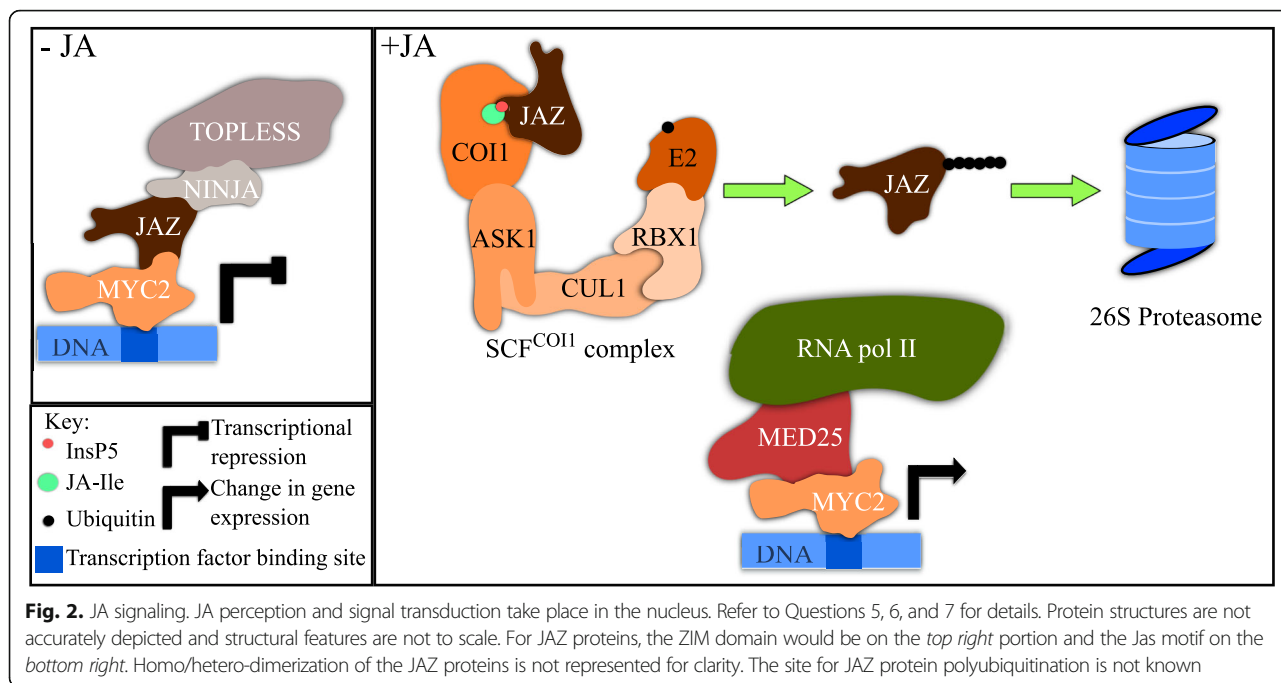 - JA
TOPLESS
NINJA
JAZ
MYC2
DNA
Key:
InsP5
JA-Ile
Ubiquitin
Transcriptional
repression
Change in gene
expression
Transcription factor binding site
+JA
JAZ
COI1
E2
ASK1
RBX1
CUL1
SCF^COI1 complex
JAZ
26S Proteasome
RNA pol II
MED25
MYC2
DNA
Fig. 2. JA signaling. JA perception and signal transduction take place in the nucleus. Refer to Questions 5, 6, and 7 for details. Protein structures are not
accurately depicted and structural features are not to scale. For JAZ proteins, the ZIM domain would be on the top right portion and the Jas motif on the
bottom right. Homo/hetero-dimerization of the JAZ proteins is not represented for clarity. The site for JAZ protein polyubiquitination is not known